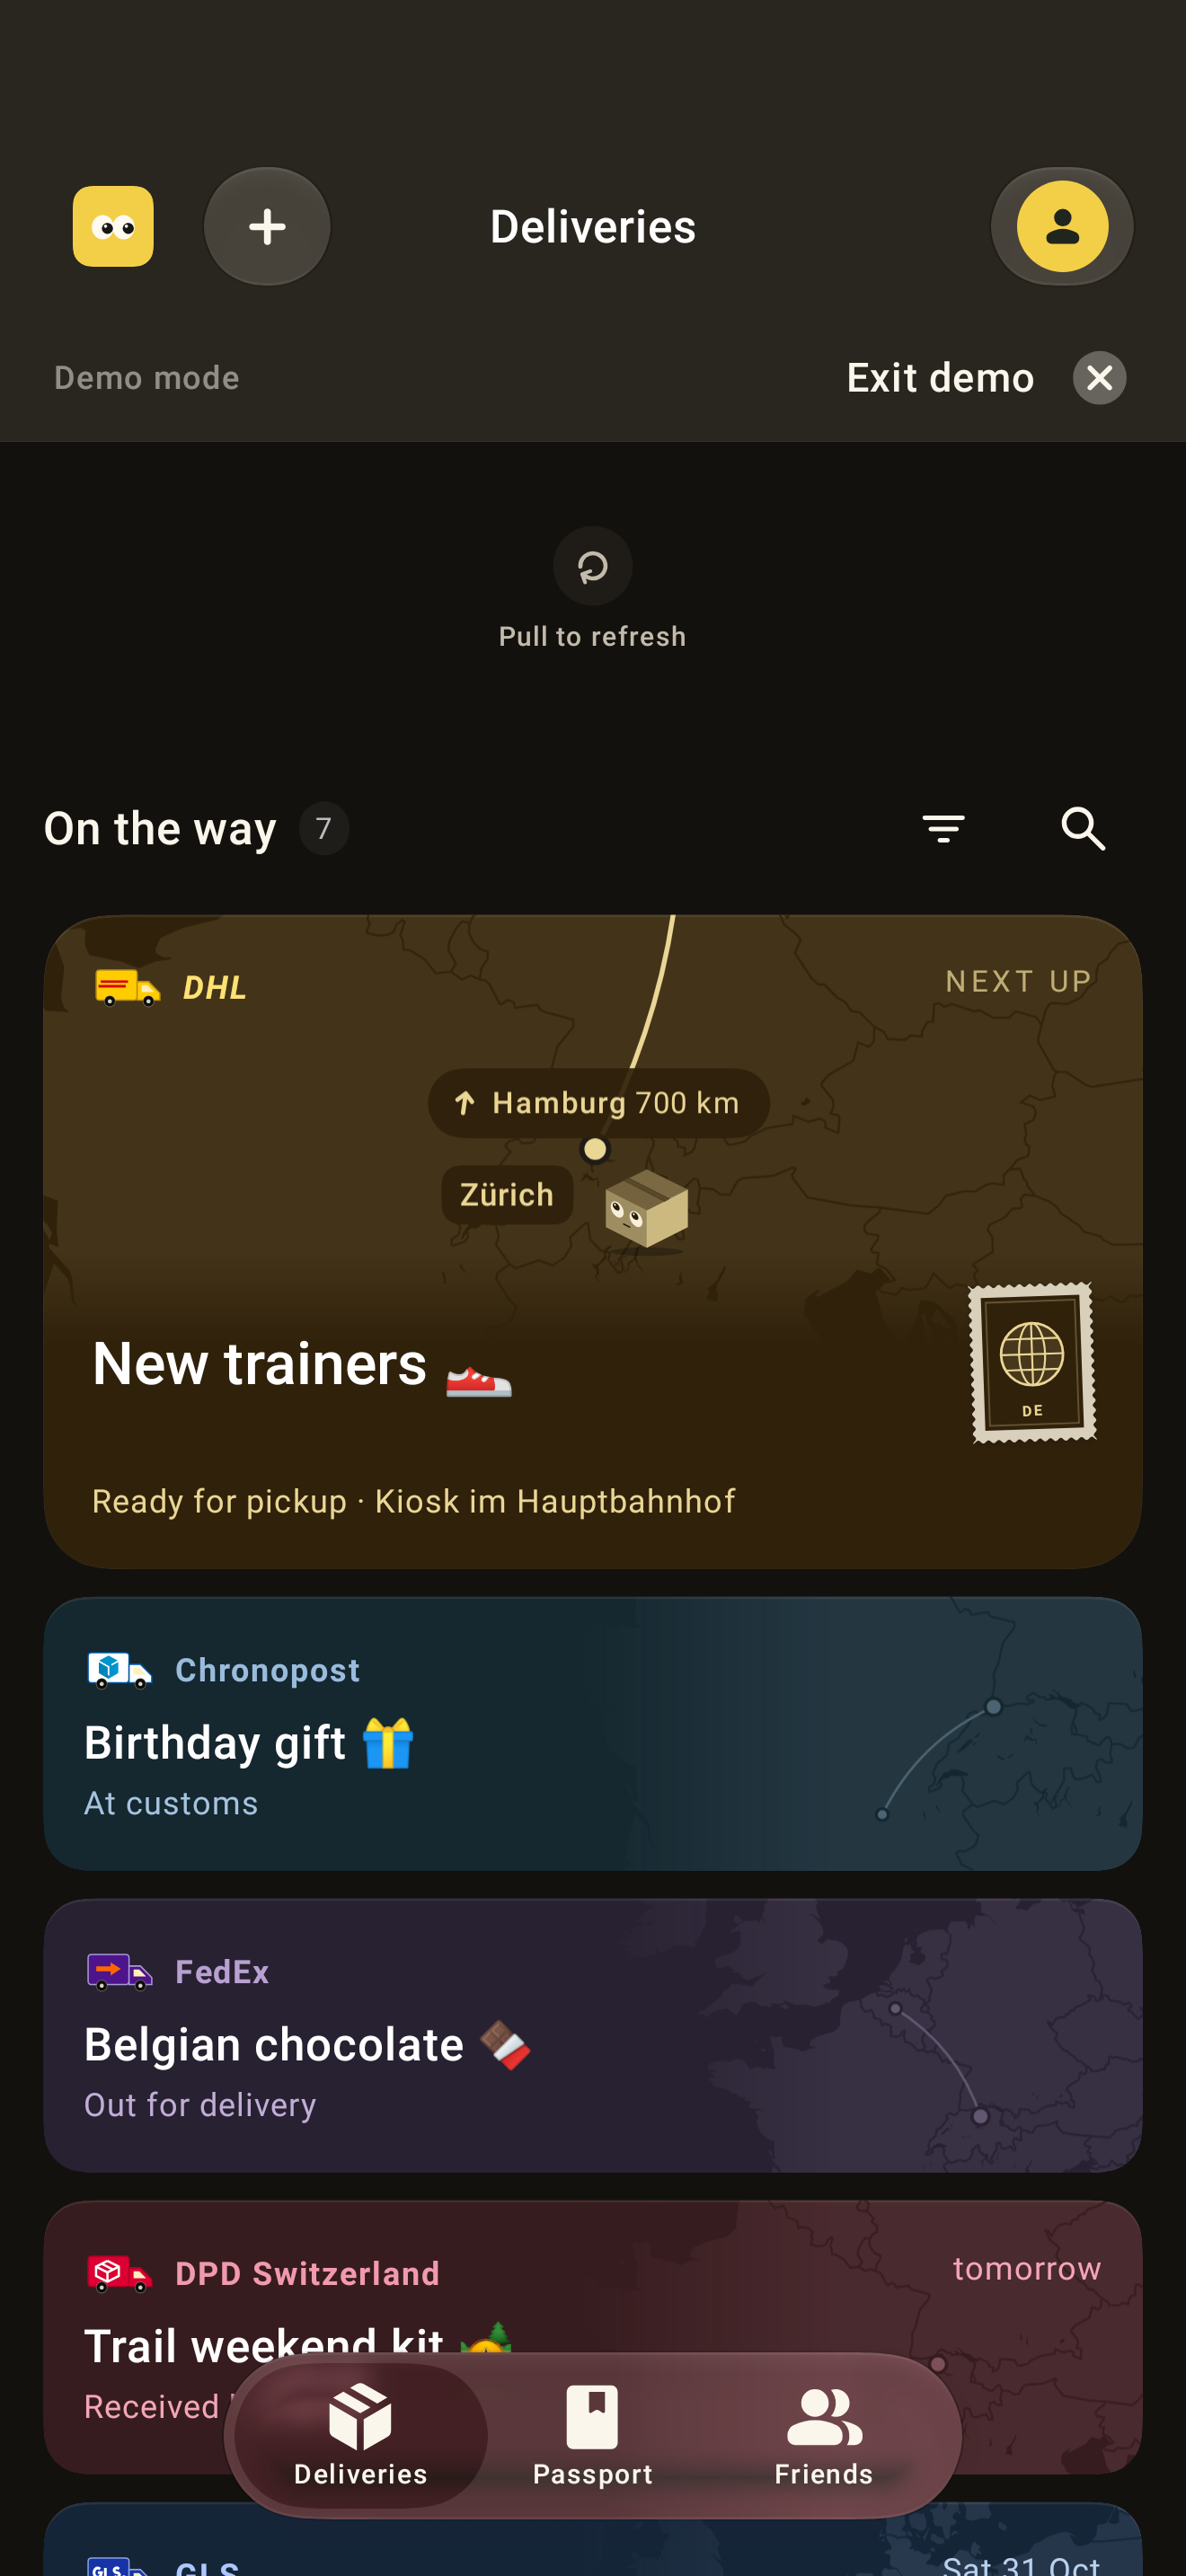 Deliveries
Demo mode
Exit demo
Pull to refresh
On the way 7
DHL
NEXT UP
Hamburg 700 km
Zürich
New trainers
DE
Ready for pickup · Kiosk im Hauptbahnhof
Chronopost
Birthday gift
At customs
FedEx
Belgian chocolate
Out for delivery
DPD Switzerland
tomorrow
Trail weekend kit
Received
Deliveries
Passport
Friends
GLS
GLS
Sat 31 Oct